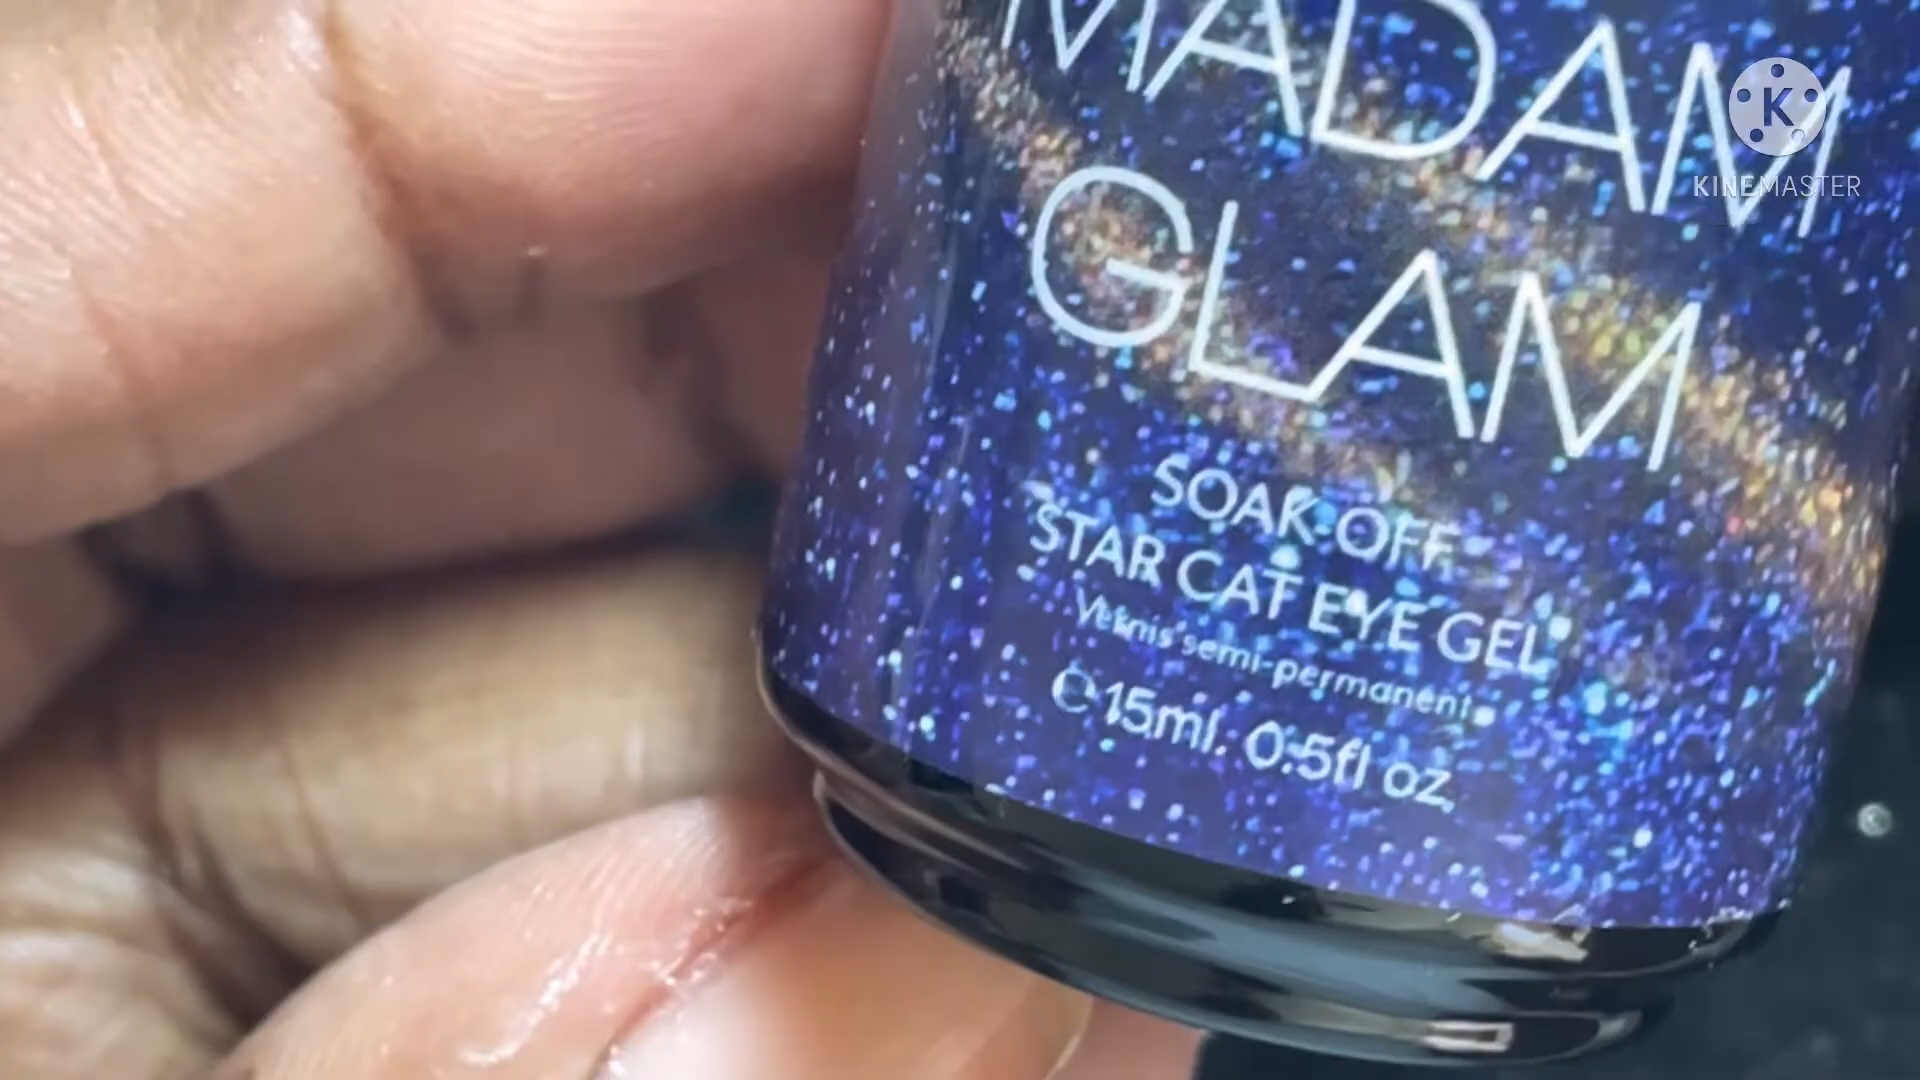 MADAM
GLAM
SOAK OFF
STAR CAT EYE GEL
Vernis semi-permanent
℮ 15ml. 0.5fl oz.
KINEMASTER